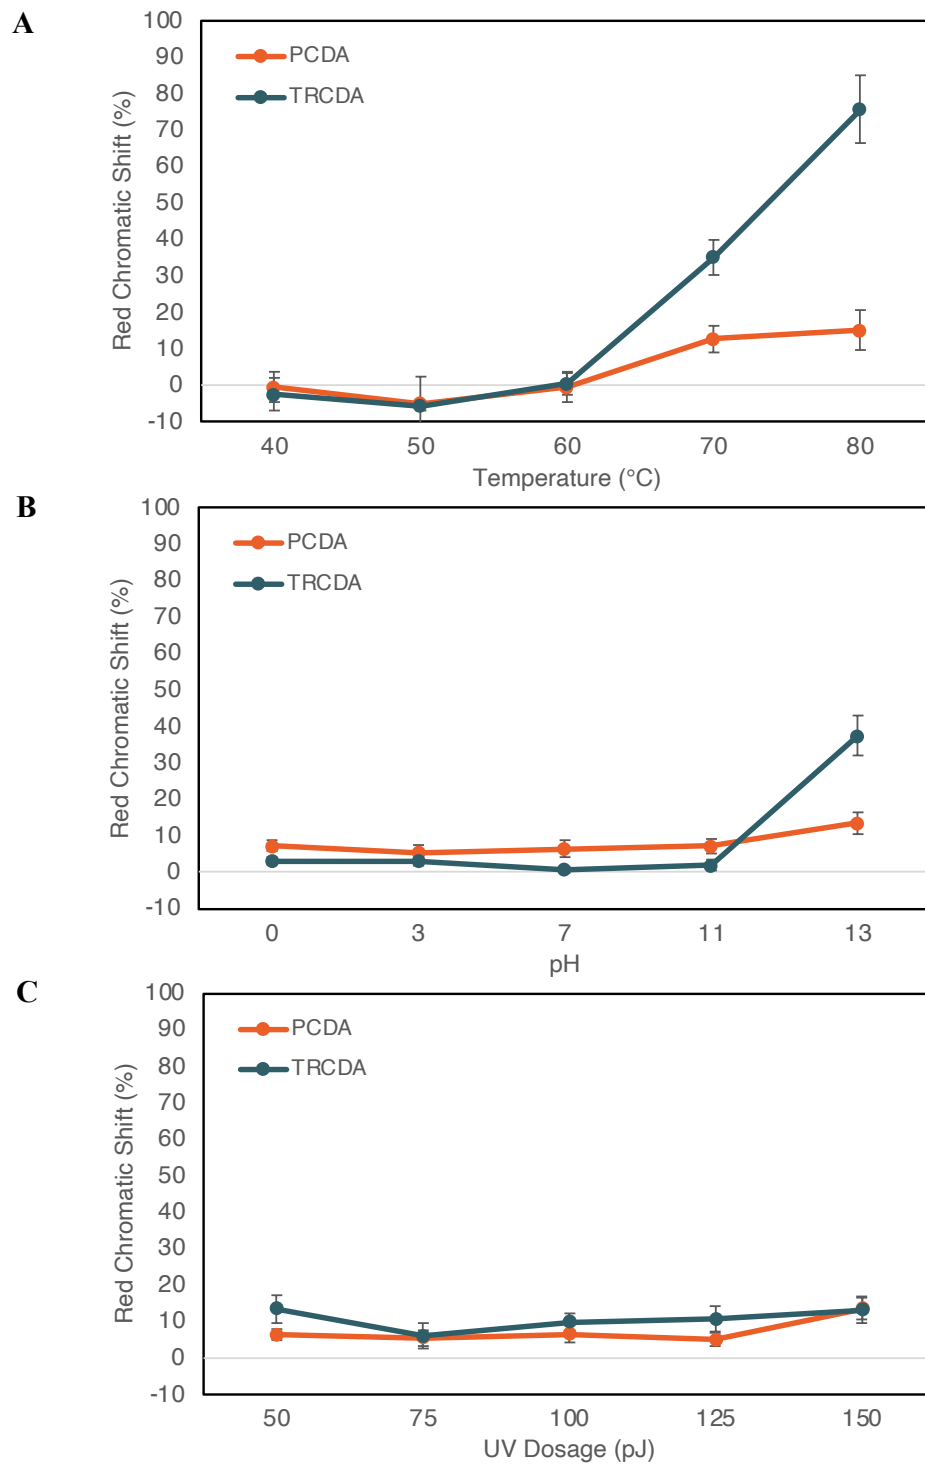 A
Red Chromatic Shift (%)
100
90
80
70
60
50
40
30
20
10
0
-10
PCDA
TRCDA
40 50 60 70 80
Temperature (°C)
B
Red Chromatic Shift (%)
100
90
80
70
60
50
40
30
20
10
0
-10
PCDA
TRCDA
0 3 7 11 13
pH
C
Red Chromatic Shift (%)
100
90
80
70
60
50
40
30
20
10
0
-10
PCDA
TRCDA
50 75 100 125 150
UV Dosage (pJ)